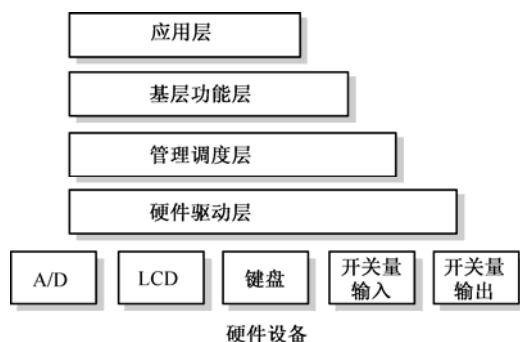 应用层
基层功能层
管理调度层
硬件驱动层
A/D
LCD
键盘
开关量
输入
开关量
输出
硬件设备